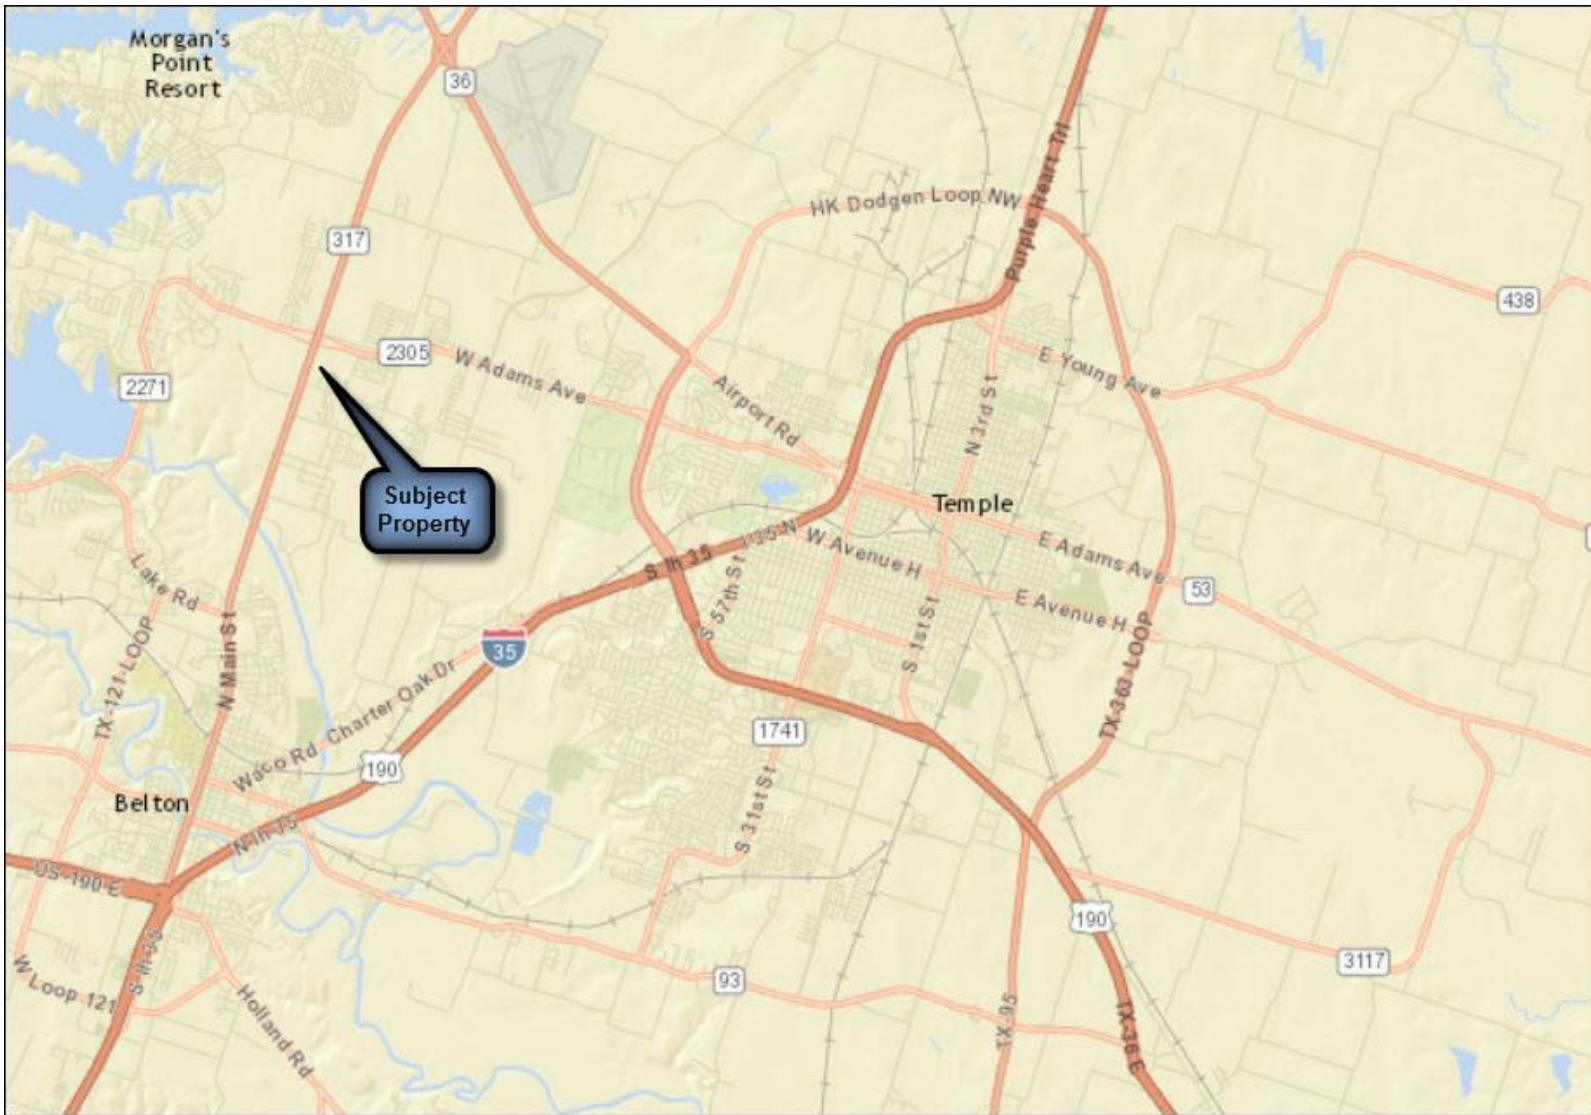 Morgan's
Point
Resort
36
HK Dodgen Loop NW
Purple Heart Trl
317
438
2305
W Adams Ave
E Young Ave
2271
Airport Rd
N 3rd St
Subject
Property
Temple
S Ih 35
I-35 N
W Avenue H
E Adams Ave
53
Lake Rd
S 57th St
E Avenue H
N Main St
35
S 1st St
TX-121-LOOP
TX-363-LOOP
Charter Oak Dr
1741
Waco Rd
190
Belton
S 31st St
N Ih 35
US-190 E
190
3117
S Ih 35
93
W Loop 121
Holland Rd
TX-95
TX-36 E